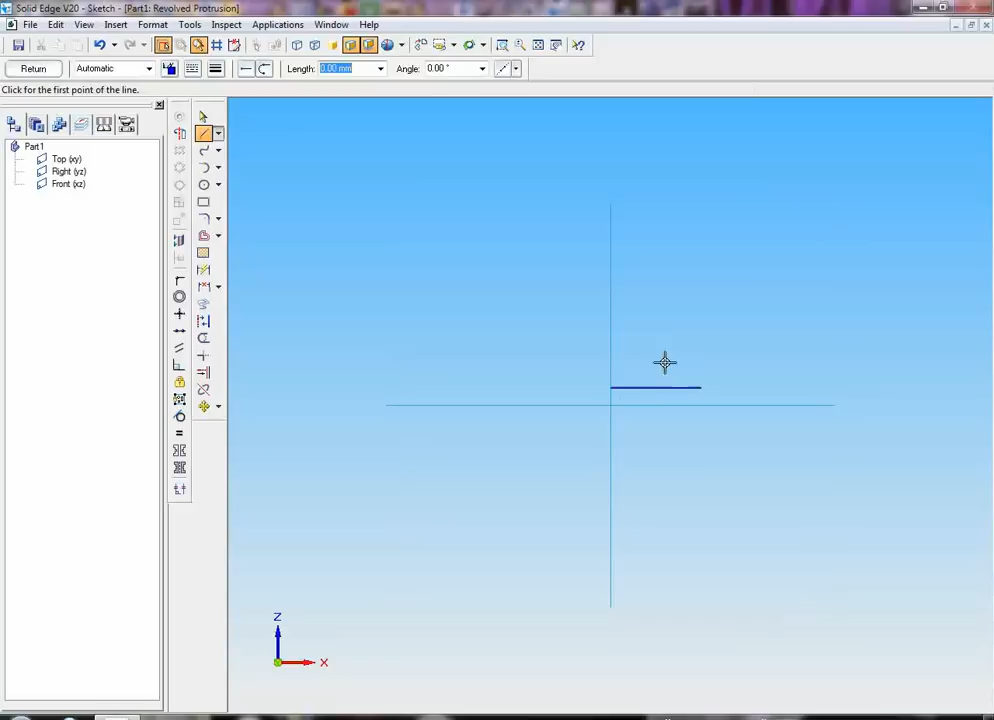 Solid Edge V20 - Sketch - [Part1: Revolved Protrusion]
File Edit View Insert Format Tools Inspect Applications Window Help
Return Automatic Length: 0.00 mm Angle: 0.00 °
Click for the first point of the line.
Part1
Top (xy)
Right (yz)
Front (xz)
Z
X